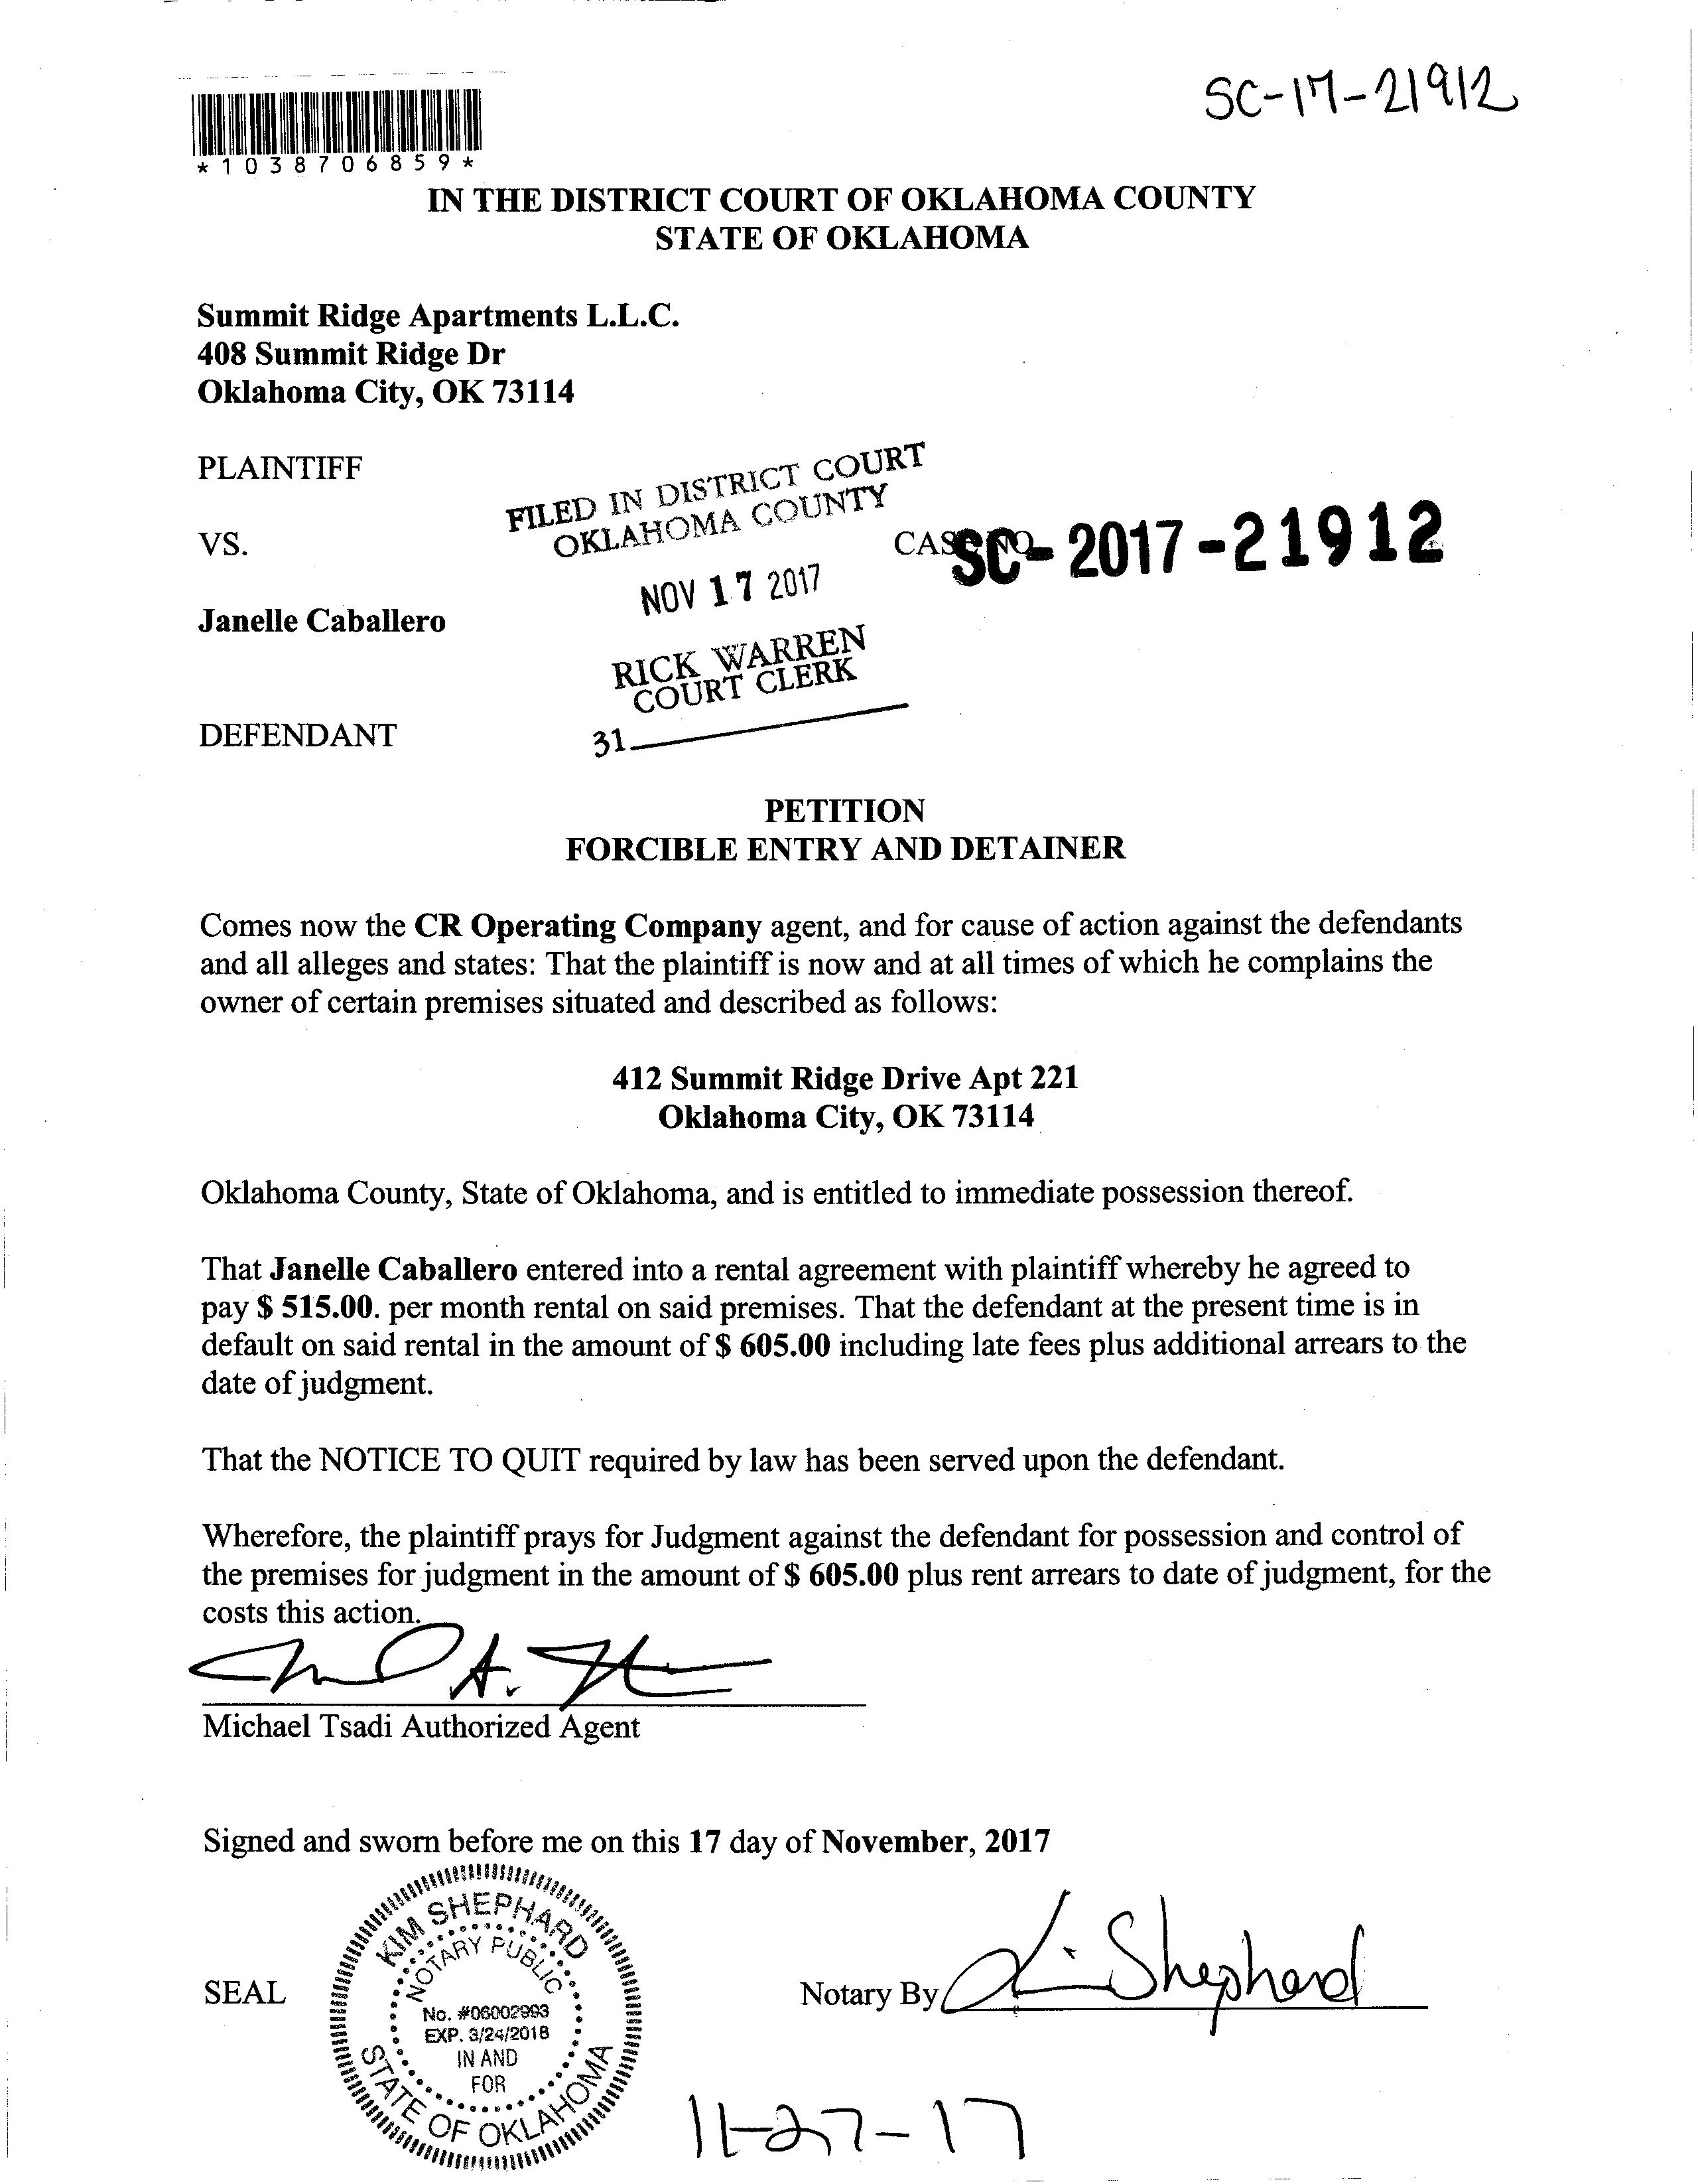 SC-17-21912
*1038706859*
IN THE DISTRICT COURT OF OKLAHOMA COUNTY
STATE OF OKLAHOMA
Summit Ridge Apartments L.L.C.
408 Summit Ridge Dr
Oklahoma City, OK 73114
PLAINTIFF
FILED IN DISTRICT COURT
OKLAHOMA COUNTY
VS.
CASE NO.
SC-2017-21912
NOV 17 2017
Janelle Caballero
RICK WARREN
COURT CLERK
DEFENDANT
31
PETITION
FORCIBLE ENTRY AND DETAINER
Comes now the CR Operating Company agent, and for cause of action against the defendants
and all alleges and states: That the plaintiff is now and at all times of which he complains the
owner of certain premises situated and described as follows:
412 Summit Ridge Drive Apt 221
Oklahoma City, OK 73114
Oklahoma County, State of Oklahoma, and is entitled to immediate possession thereof.
That Janelle Caballero entered into a rental agreement with plaintiff whereby he agreed to
pay $ 515.00. per month rental on said premises. That the defendant at the present time is in
default on said rental in the amount of $ 605.00 including late fees plus additional arrears to the
date of judgment.
That the NOTICE TO QUIT required by law has been served upon the defendant.
Wherefore, the plaintiff prays for Judgment against the defendant for possession and control of
the premises for judgment in the amount of $ 605.00 plus rent arrears to date of judgment, for the
costs this action.
Michael Tsadi Authorized Agent
Signed and sworn before me on this 17 day of November, 2017
KIM SHEPHARD
NOTARY PUBLIC
No. #06002993
EXP. 3/24/2018
IN AND
FOR
STATE OF OKLAHOMA
SEAL
Notary By K Shephard
11-27-17